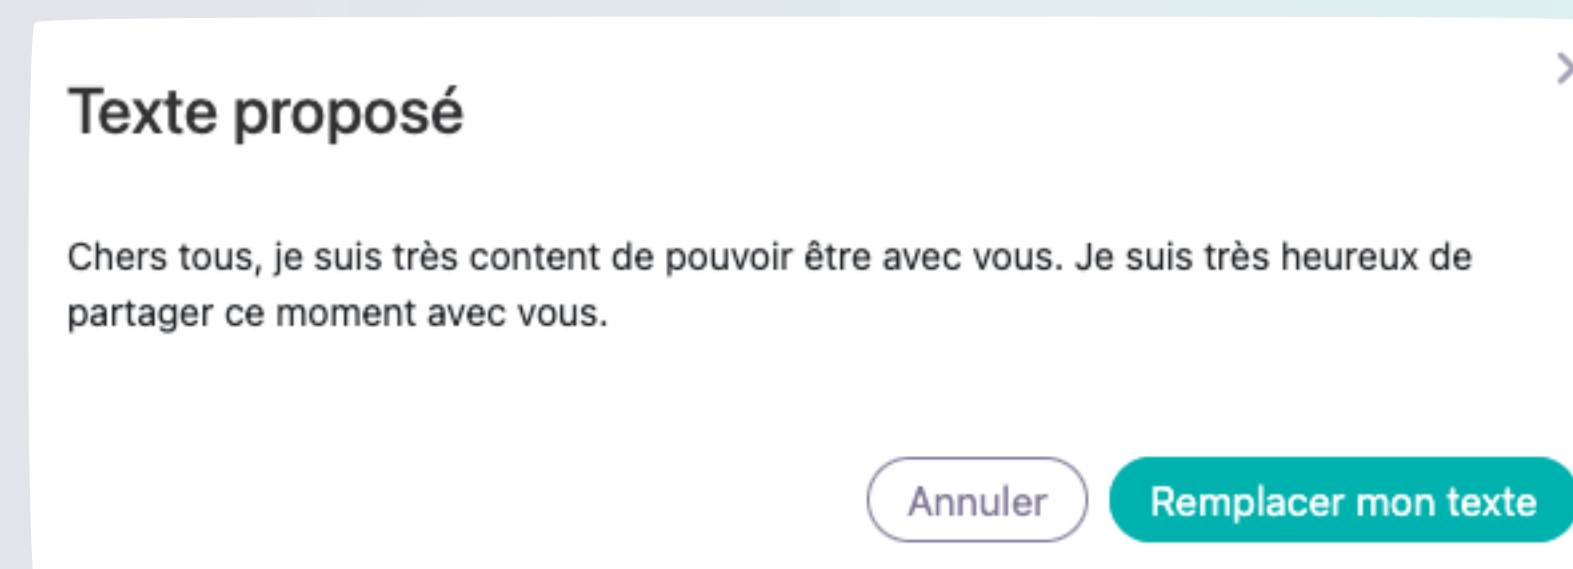 Texte proposé
Chers tous, je suis très content de pouvoir être avec vous. Je suis très heureux de
partager ce moment avec vous.
Annuler
Remplacer mon texte